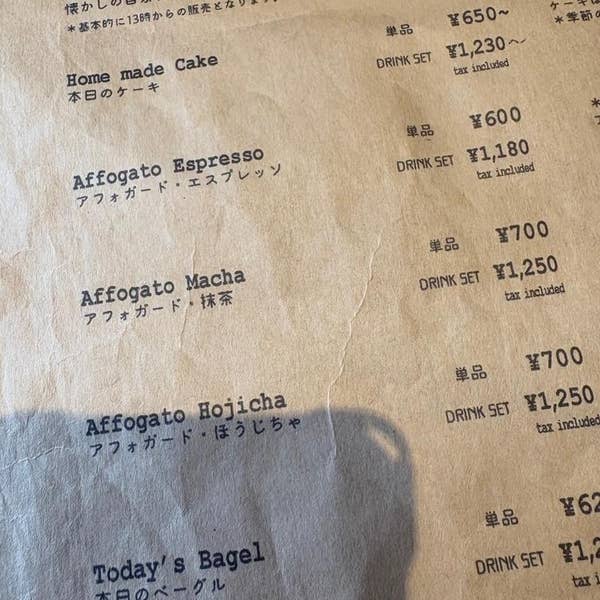 *基本的に13時からの販売となります
Home made Cake 単品 ¥650~
本日のケーキ DRINK SET ¥1,230~
tax included
Affogato Espresso 単品 ¥600
アフォガード・エスプレッソ DRINK SET ¥1,180
tax included
Affogato Macha 単品 ¥700
アフォガード・抹茶 DRINK SET ¥1,250
tax included
Affogato Hojicha 単品 ¥700
アフォガード・ほうじちゃ DRINK SET ¥1,250
tax included
Today's Bagel 単品
本日のベーグル DRINK SET